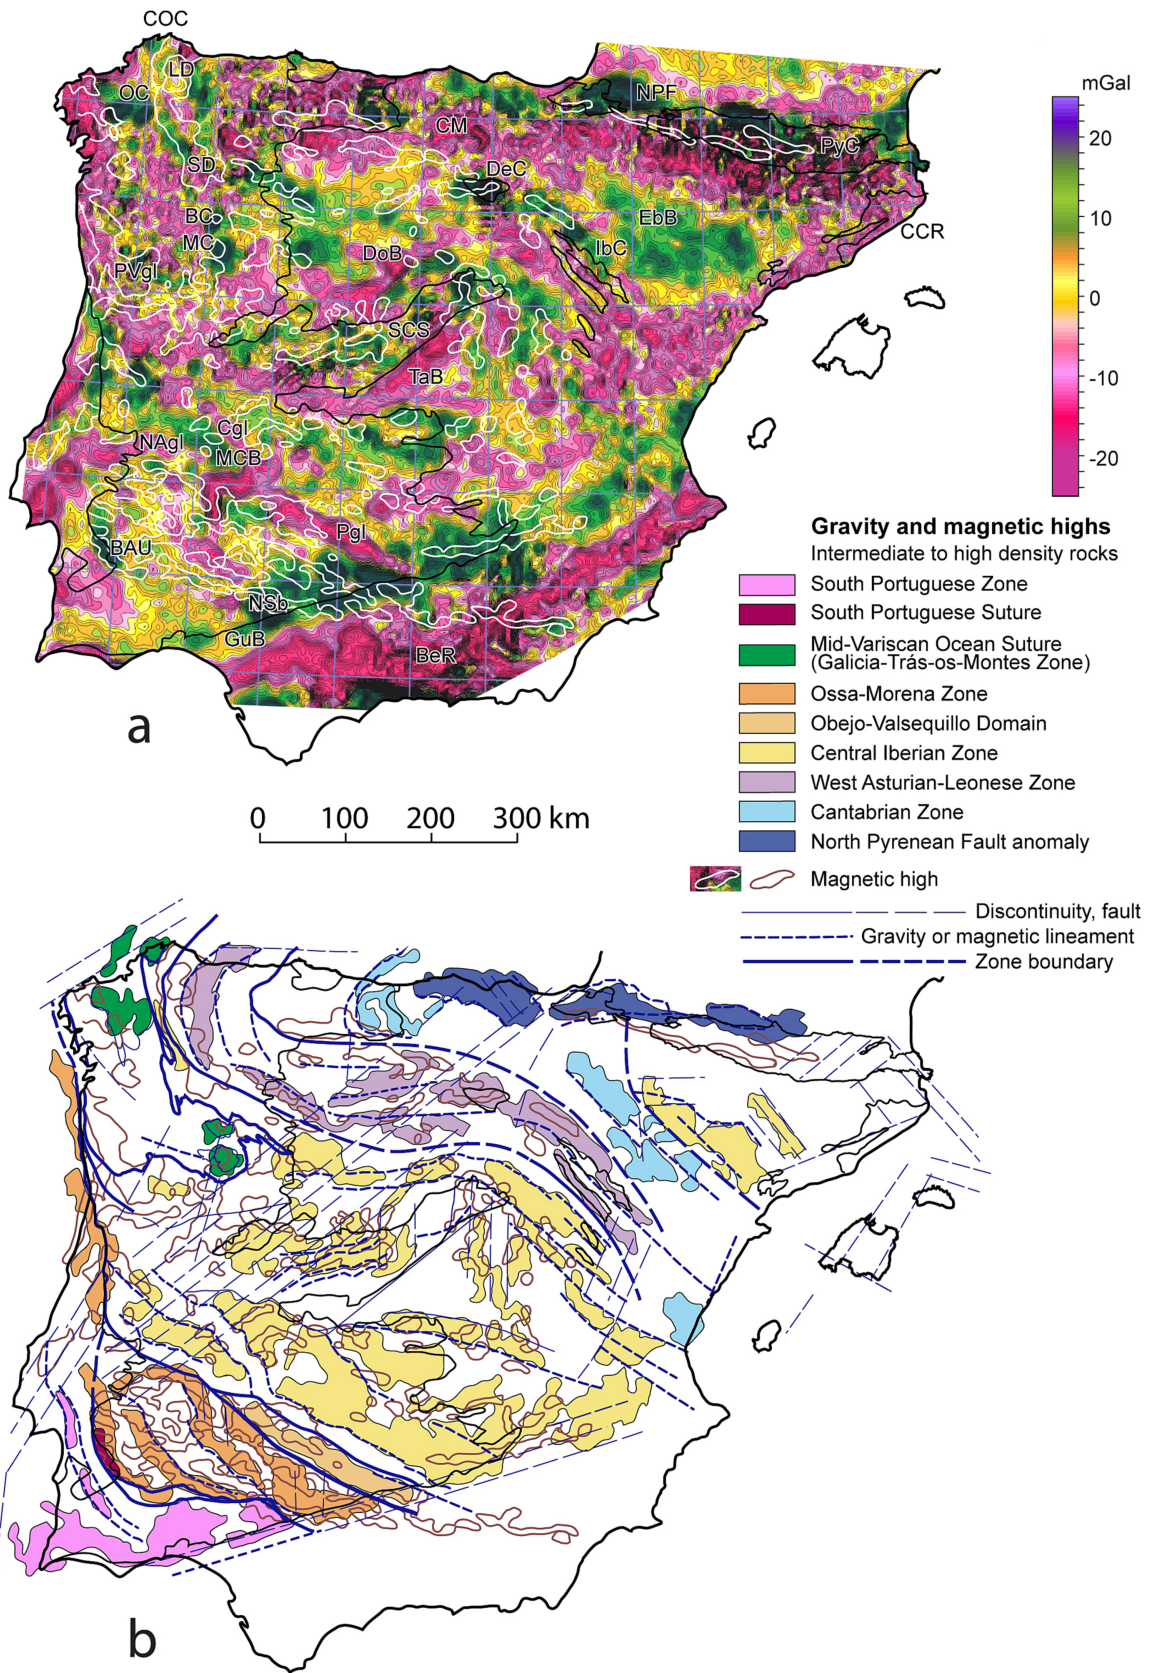 COC
LD
OC
SD
BC
MC
PVgl
NAgl
Cgl
MCB
BAU
NSb
GuB
Pgl
BeR
TaB
SCS
DoB
DeC
CM
NPF
PyC
EbB
IbC
CCR
mGal
20
10
0
-10
-20
a
0 100 200 300 km
Gravity and magnetic highs
Intermediate to high density rocks
South Portuguese Zone
South Portuguese Suture
Mid-Variscan Ocean Suture
(Galicia-Trás-os-Montes Zone)
Ossa-Morena Zone
Obejo-Valsequillo Domain
Central Iberian Zone
West Asturian-Leonese Zone
Cantabrian Zone
North Pyrenean Fault anomaly
Magnetic high
Discontinuity, fault
Gravity or magnetic lineament
Zone boundary
b